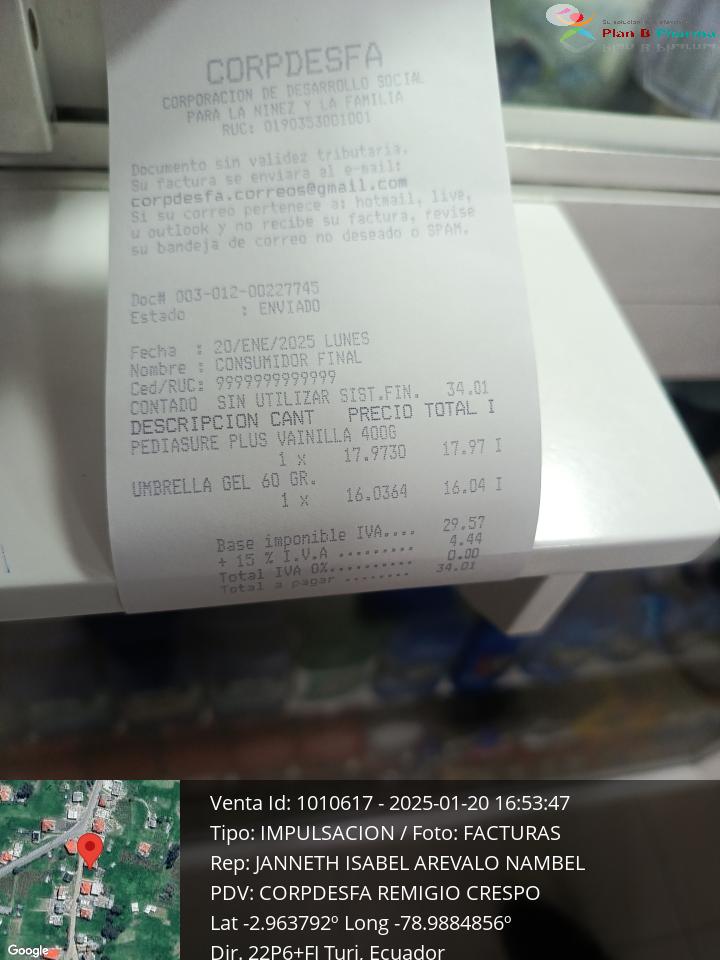 Su solucion
Plan B Pharma
CORPDESFA
CORPORACION DE DESARROLLO SOCIAL
PARA LA NINEZ Y LA FAMILIA
RUC: 0190353001001
Documento sin validez tributaria.
Su factura se enviara al e-mail:
corpdesfa.correos@gmail.com
Si su correo pertenece a: hotmail, live,
u outlook y no recibe su factura, revise
su bandeja de correo no deseado o SPAM.
Doc# 003-012-00227745
Estado : ENVIADO
Fecha : 20/ENE/2025 LUNES
Nombre : CONSUMIDOR FINAL
Ced/RUC: 9999999999999
CONTADO SIN UTILIZAR SIST.FIN. 34.01
DESCRIPCION CANT PRECIO TOTAL I
PEDIASURE PLUS VAINILLA 400G
1 x 17.9730 17.97 I
UMBRELLA GEL 60 GR.
1 x 16.0364 16.04 I
Base imponible IVA.... 29.57
+ 15 % I.V.A ......... 4.44
Total IVA 0%.......... 0.00
Total a pagar ........ 34.01
Venta Id: 1010617 - 2025-01-20 16:53:47
Tipo: IMPULSACION / Foto: FACTURAS
Rep: JANNETH ISABEL AREVALO NAMBEL
PDV: CORPDESFA REMIGIO CRESPO
Lat -2.963792º Long -78.9884856º
Dir. 22P6+FJ Turi, Ecuador
Google